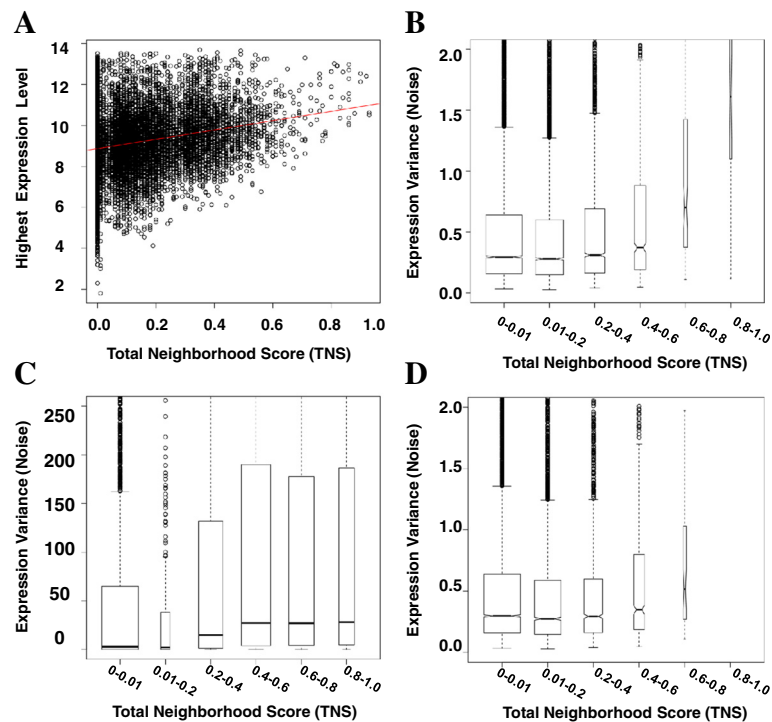 A
Highest Expression Level
14
12
10
8
6
4
2
0.0 0.2 0.4 0.6 0.8 1.0
Total Neighborhood Score (TNS)
B
Expression Variance (Noise)
2.0
1.5
1.0
0.5
0.0
0-0.01 0.01-0.2 0.2-0.4 0.4-0.6 0.6-0.8 0.8-1.0
Total Neighborhood Score (TNS)
C
Expression Variance (Noise)
250
200
150
100
50
0
0-0.01 0.01-0.2 0.2-0.4 0.4-0.6 0.6-0.8 0.8-1.0
Total Neighborhood Score (TNS)
D
Expression Variance (Noise)
2.0
1.5
1.0
0.5
0.0
0-0.01 0.01-0.2 0.2-0.4 0.4-0.6 0.6-0.8 0.8-1.0
Total Neighborhood Score (TNS)